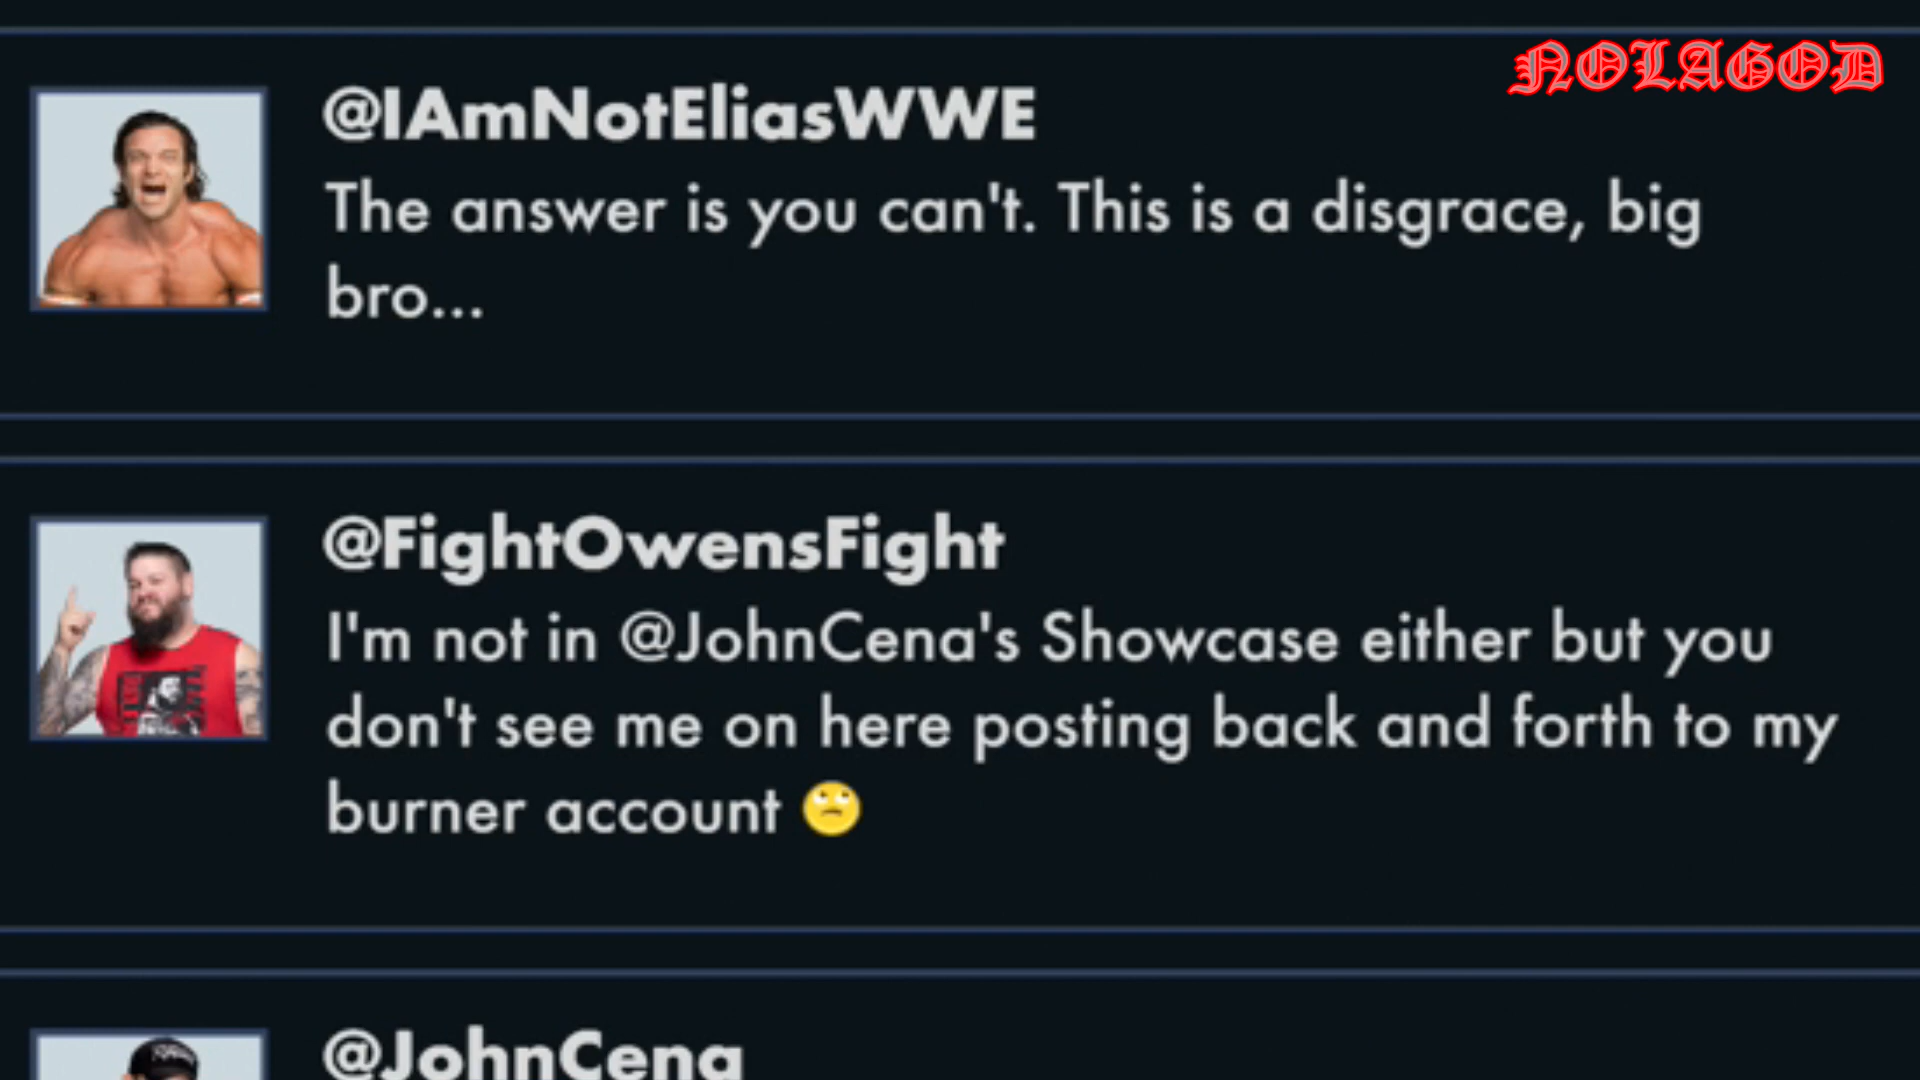 NOLAGOD
@IAmNotEliasWWE
The answer is you can't. This is a disgrace, big
bro...
@FightOwensFight
I'm not in @JohnCena's Showcase either but you
don't see me on here posting back and forth to my
burner account 🙄
@JohnCena